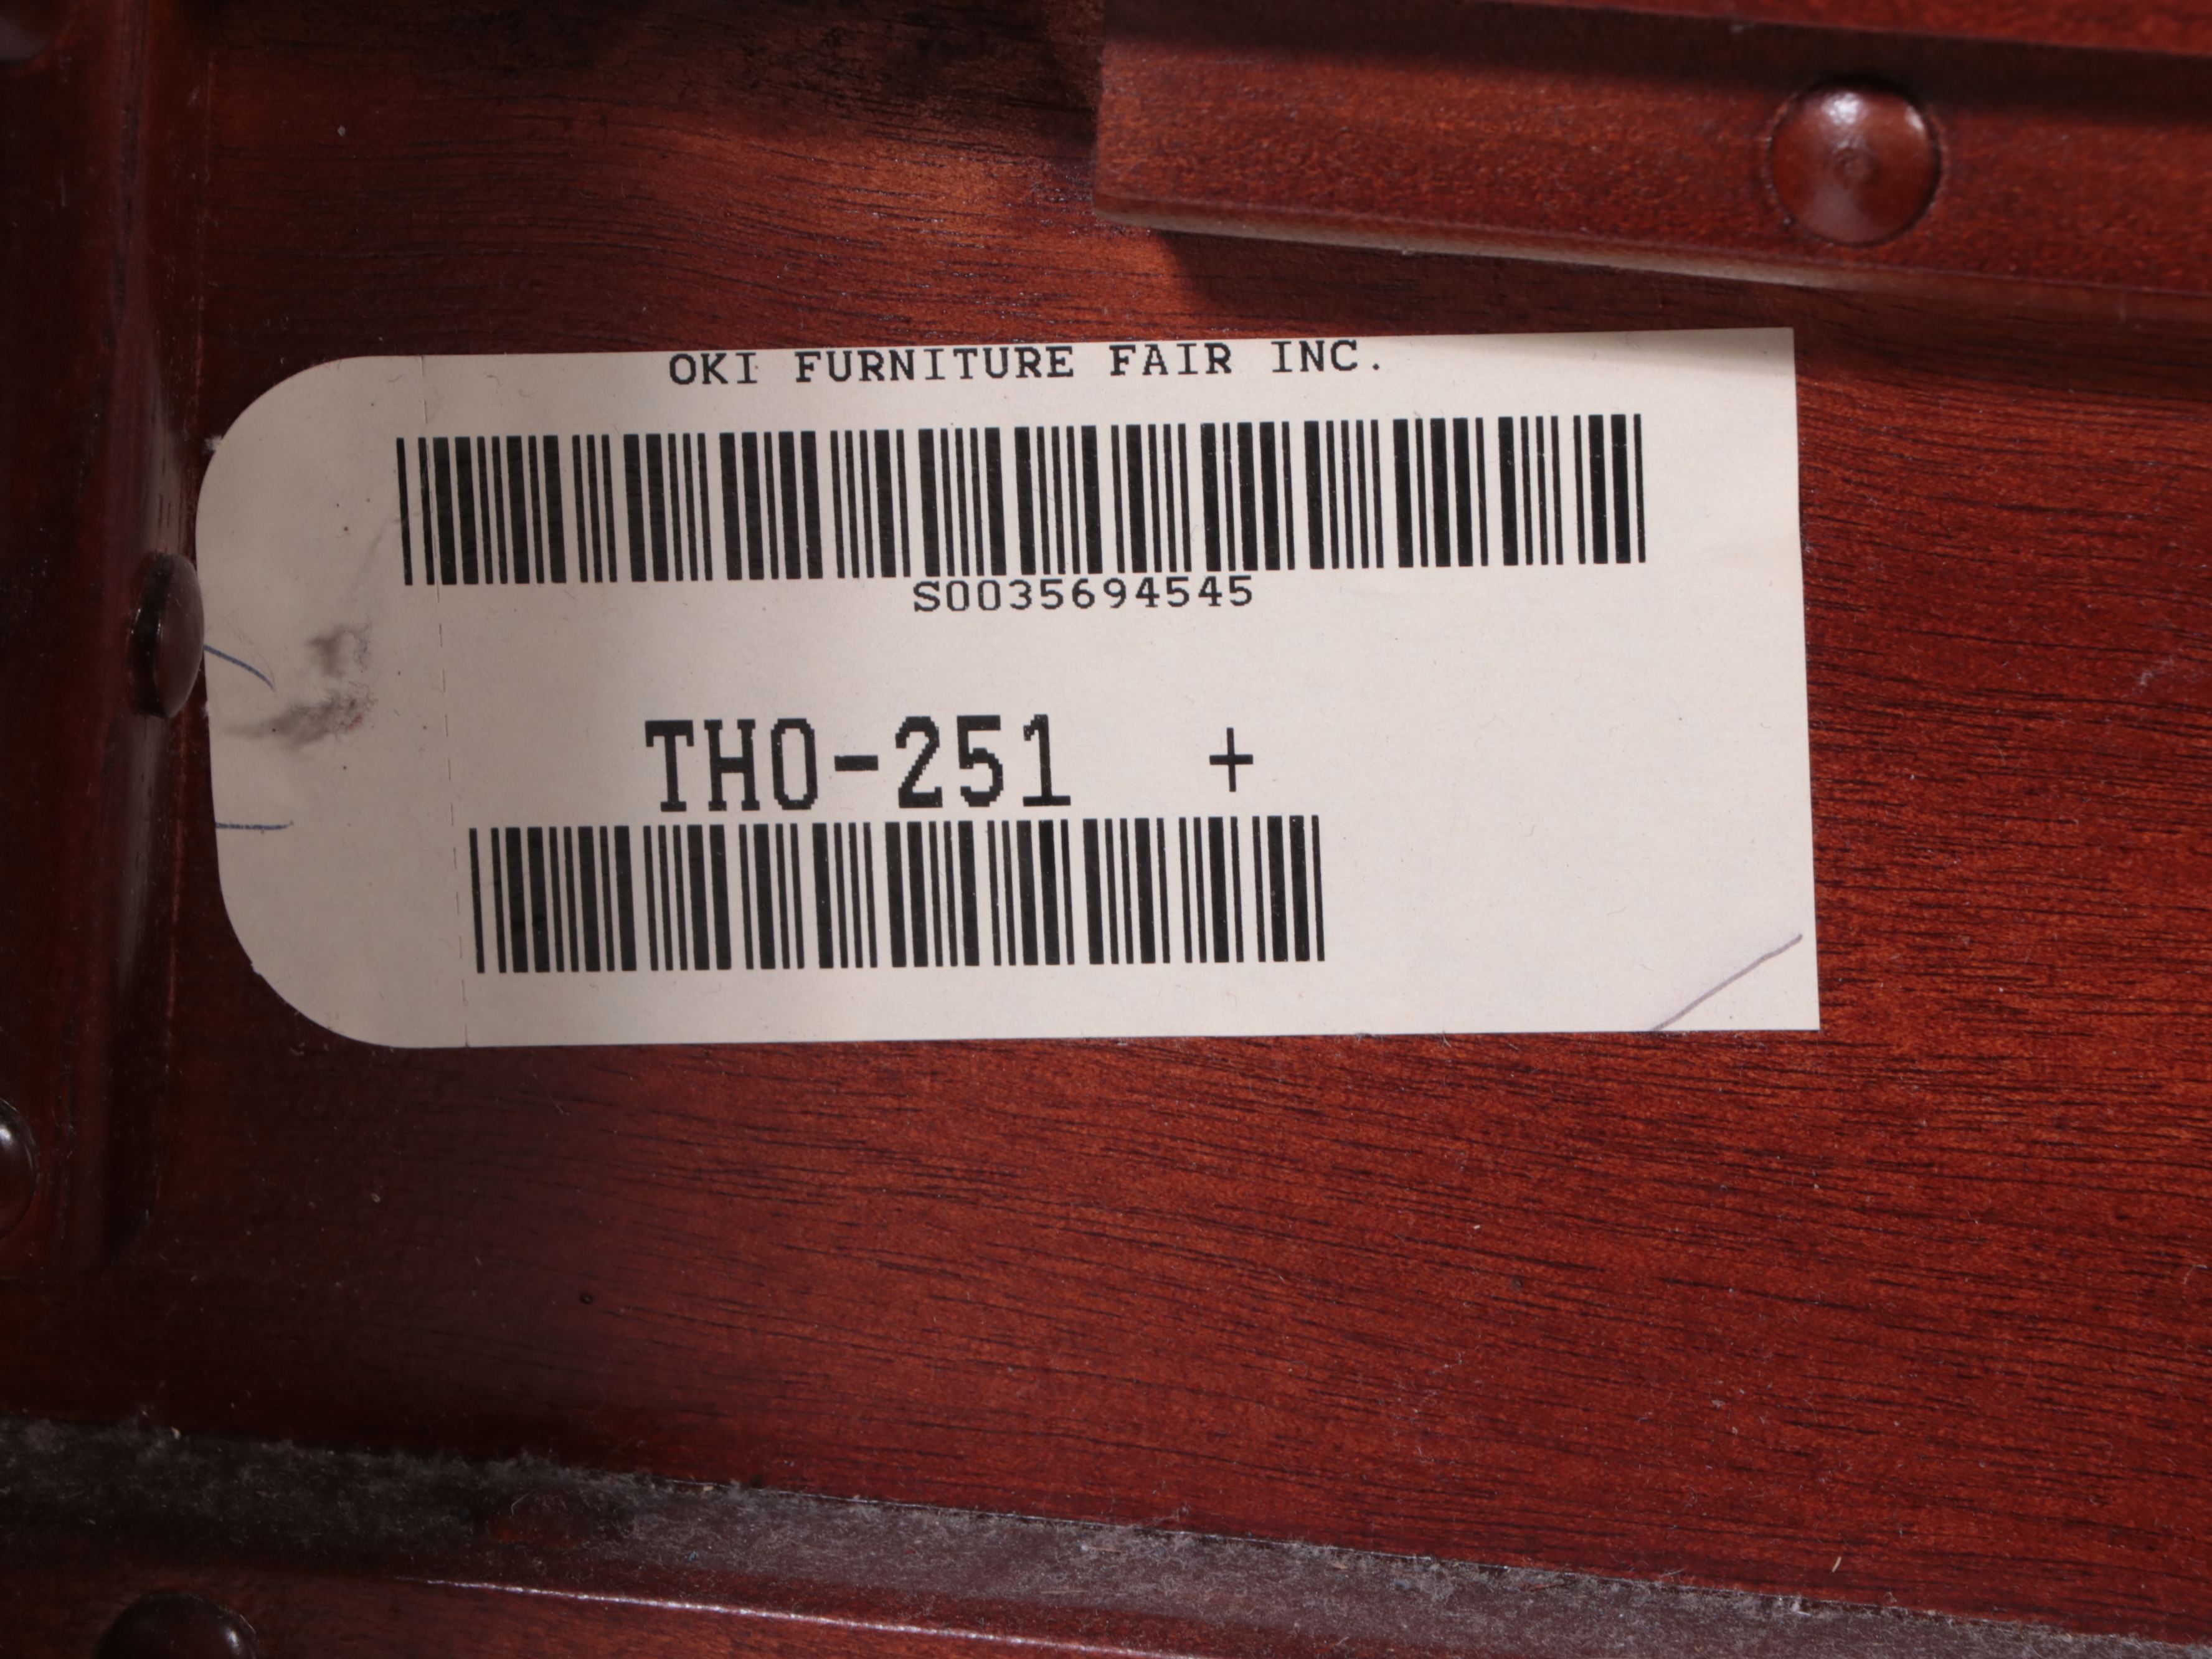 OKI FURNITURE FAIR INC.
S0035694545
THO-251 +